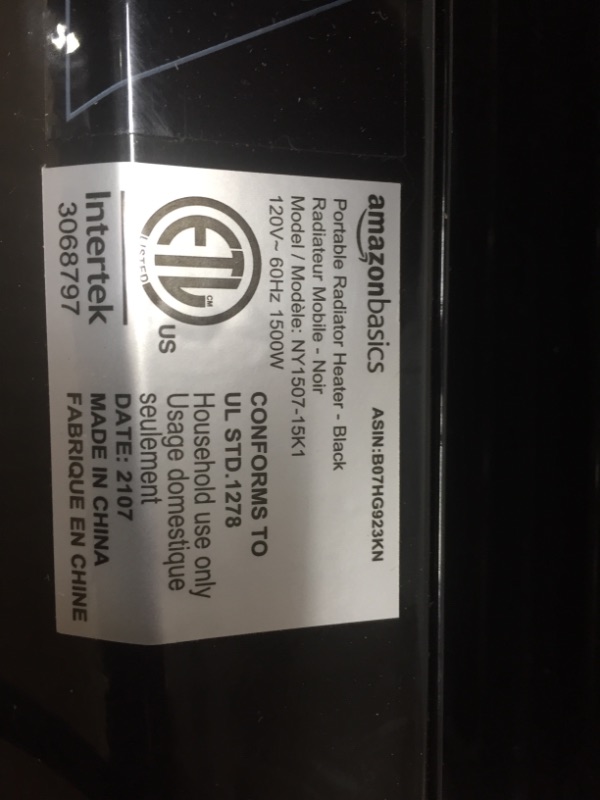 amazonbasics ASIN:B07HG923KN
Portable Radiator Heater - Black
Radiateur Mobile - Noir
Model / Modèle: NY1507-15K1
120V~ 60Hz 1500W
ETL CM
LISTED
US
Intertek
3068797
CONFORMS TO
UL STD.1278
Household use only
Usage domestique
seulement
DATE: 2107
MADE IN CHINA
FABRIQUE EN CHINE